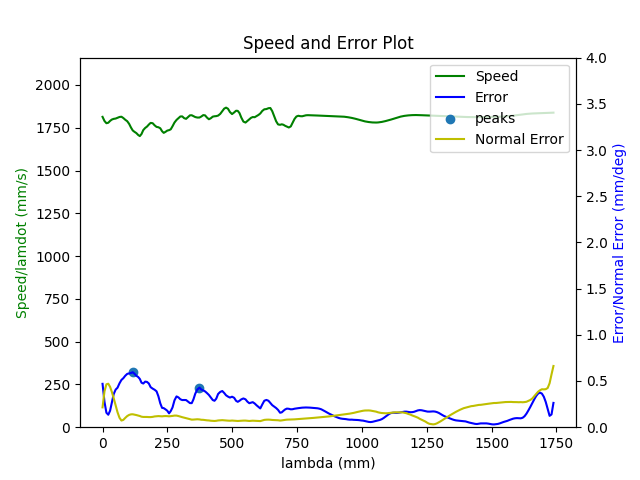 Speed and Error Plot
Speed
Error
peaks
Normal Error
Speed/lamdot (mm/s)
2000
1750
1500
1250
1000
750
500
250
0
4.0
3.5
3.0
2.5
2.0
1.5
1.0
0.5
0.0
Error/Normal Error (mm/deg)
0 250 500 750 1000 1250 1500 1750
lambda (mm)